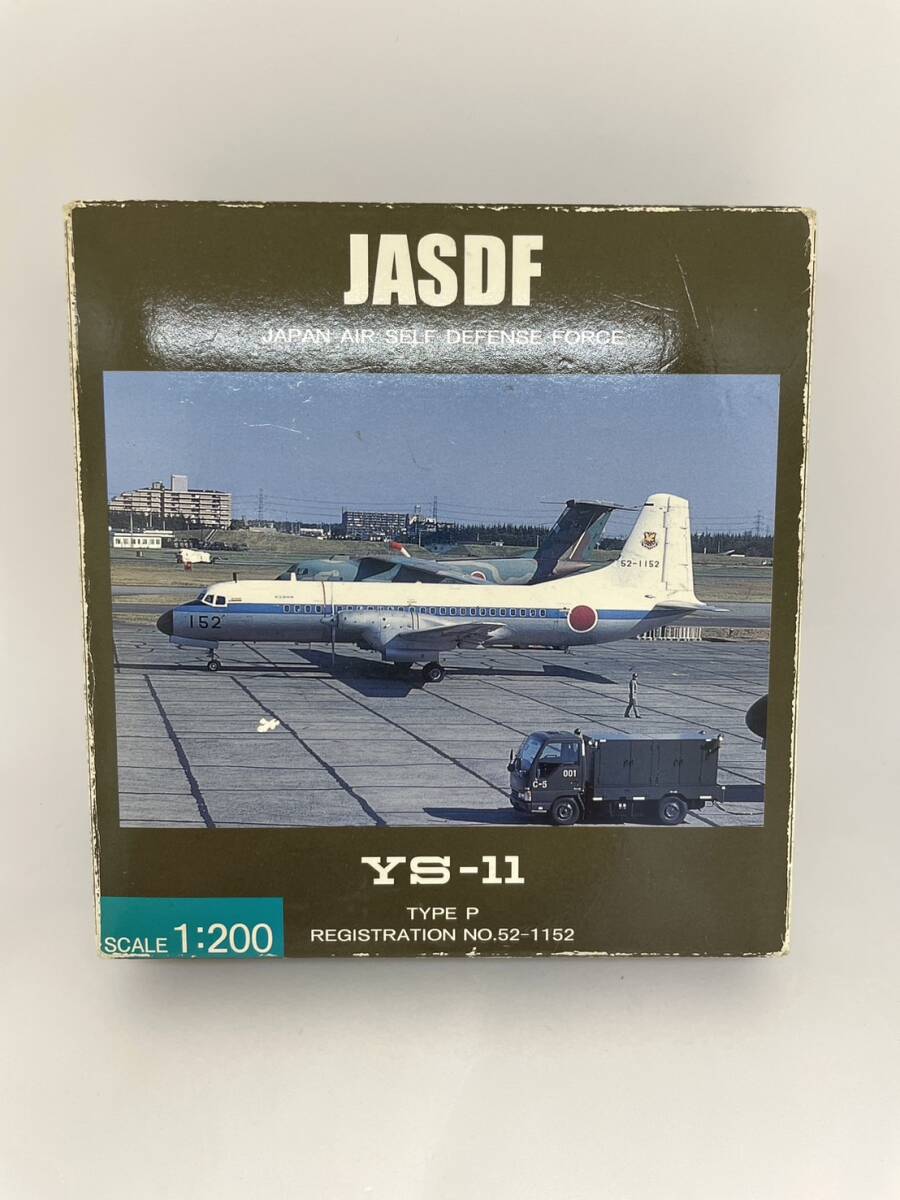 JASDF
JAPAN AIR SELF DEFENSE FORCE
52-1152
152
001
C-5
YS-11
TYPE P
REGISTRATION NO.52-1152
SCALE 1:200